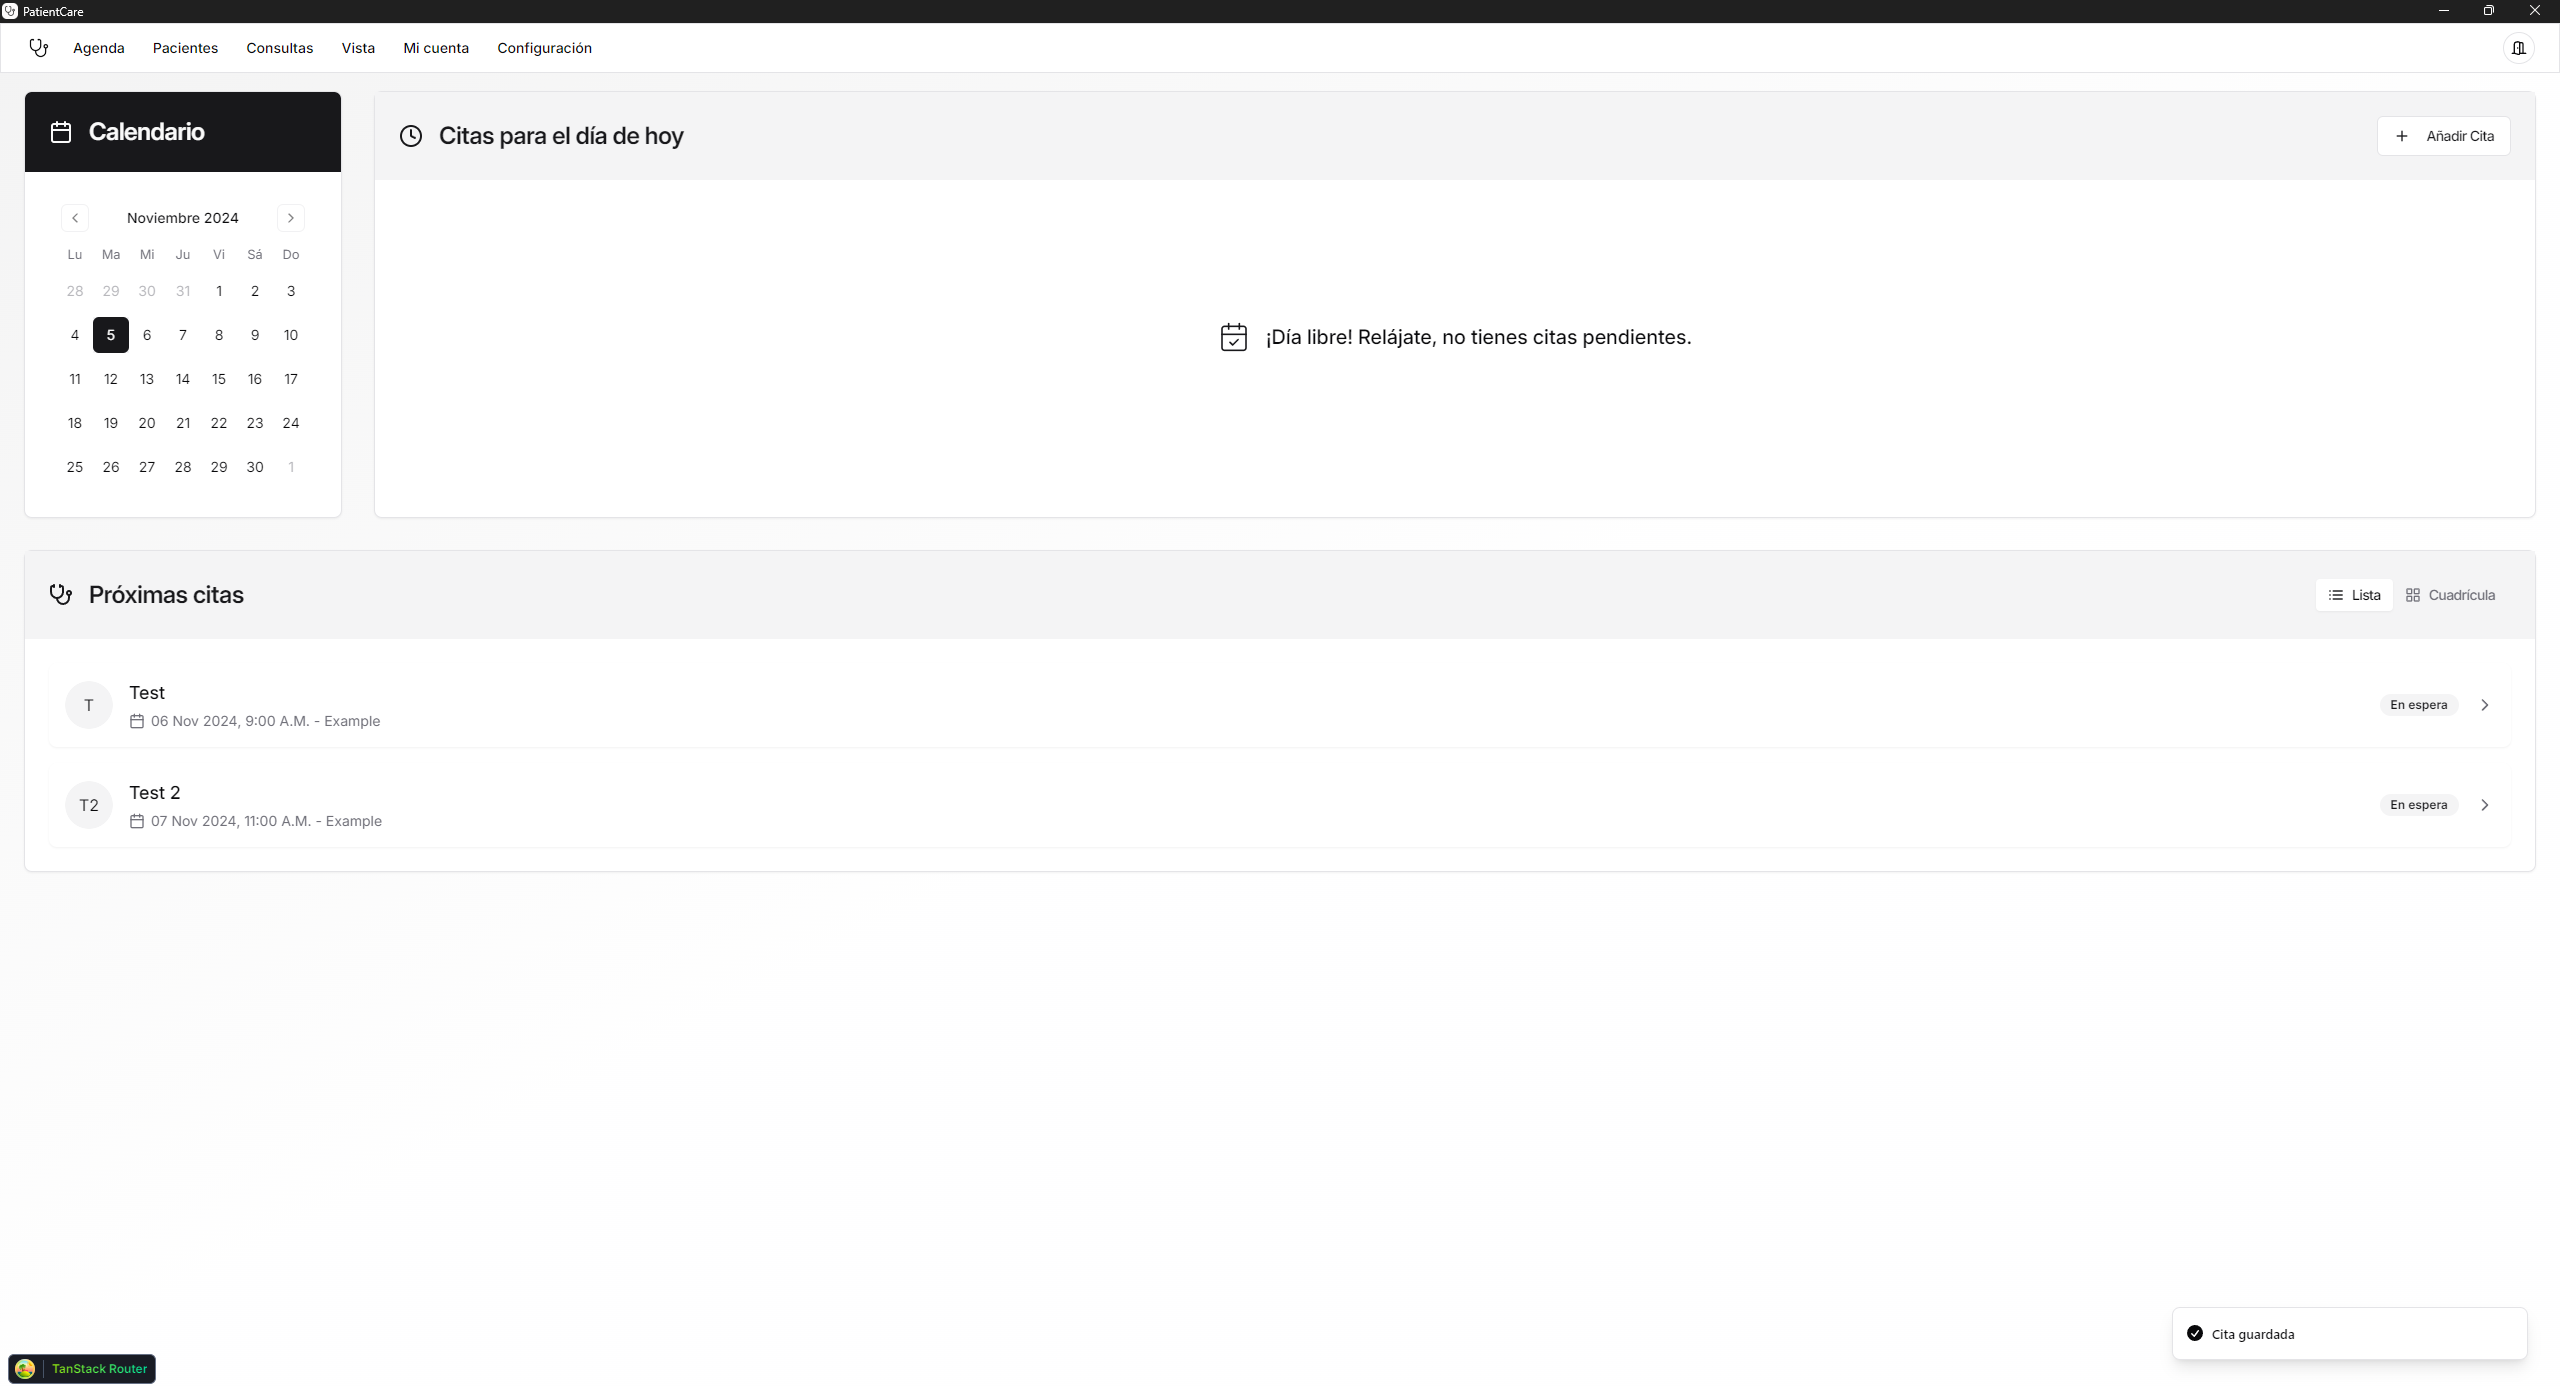 PatientCare
Agenda Pacientes Consultas Vista Mi cuenta Configuración
Calendario
Noviembre 2024
Lu Ma Mi Ju Vi Sá Do
28 29 30 31 1 2 3
4 5 6 7 8 9 10
11 12 13 14 15 16 17
18 19 20 21 22 23 24
25 26 27 28 29 30 1
Citas para el día de hoy
+ Añadir Cita
¡Día libre! Relájate, no tienes citas pendientes.
Próximas citas
Lista Cuadrícula
T
Test
06 Nov 2024, 9:00 A.M. - Example
En espera
T2
Test 2
07 Nov 2024, 11:00 A.M. - Example
En espera
Cita guardada
TanStack Router